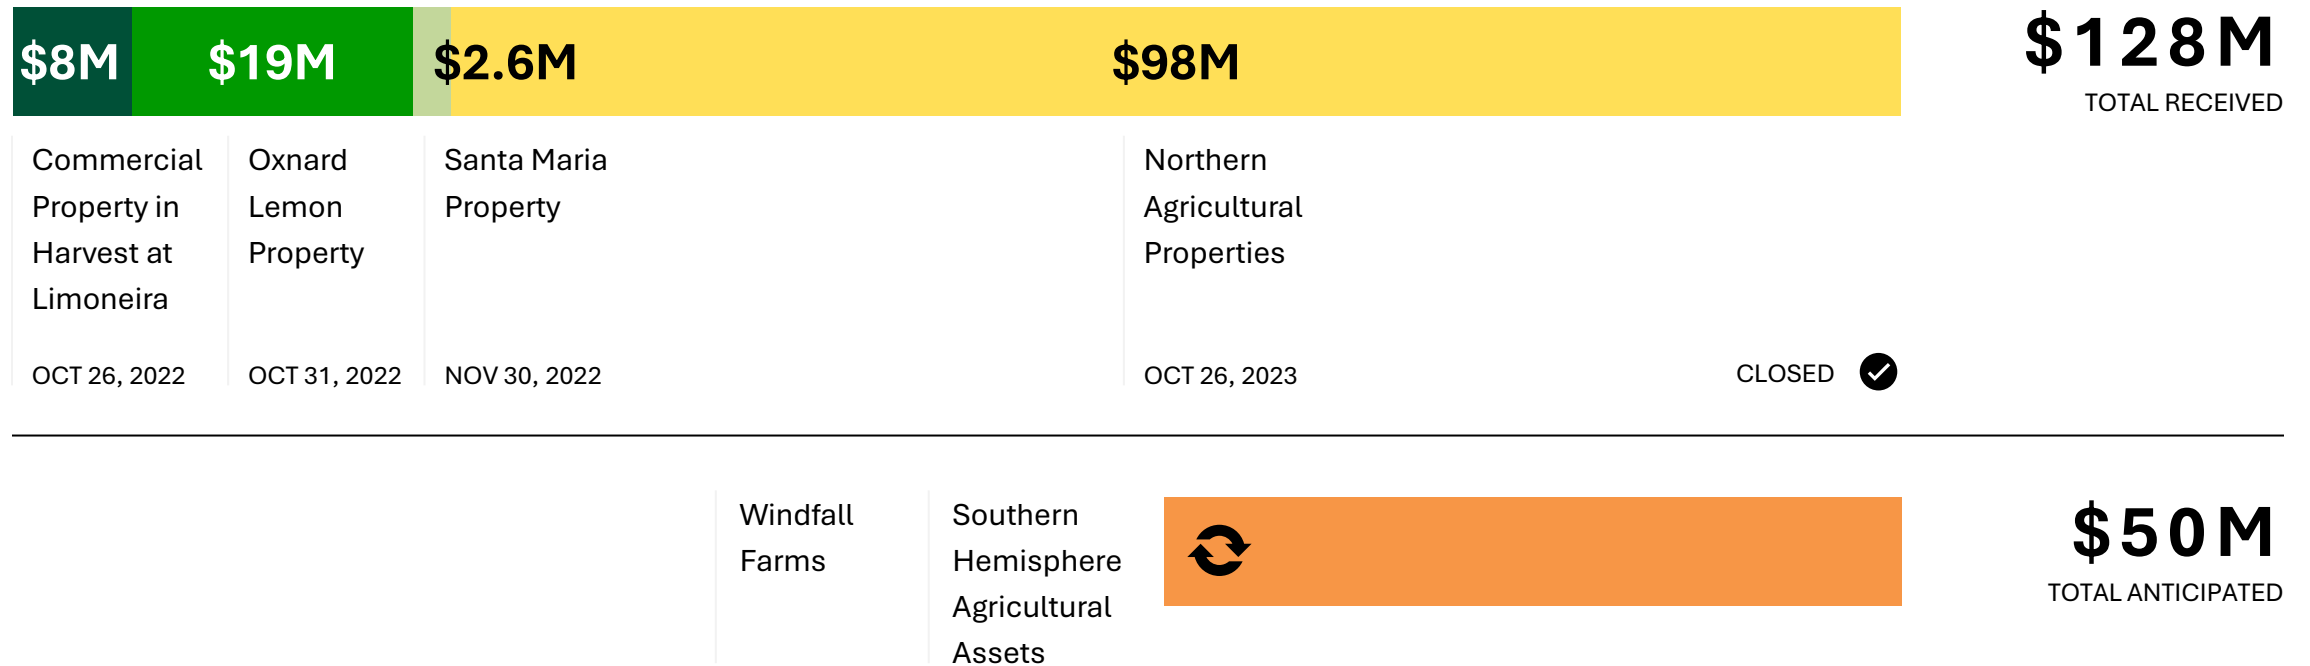 $8M
$19M
$2.6M
$98M
$128M
TOTAL RECEIVED
Commercial
Property in
Harvest at
Limoneira
OCT 26, 2022
Oxnard
Lemon
Property
OCT 31, 2022
Santa Maria
Property
NOV 30, 2022
Northern
Agricultural
Properties
OCT 26, 2023
CLOSED
Windfall
Farms
Southern
Hemisphere
Agricultural
Assets
$50M
TOTAL ANTICIPATED